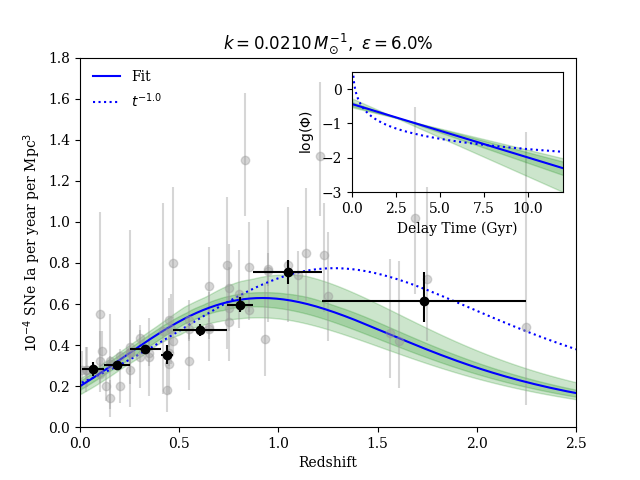 k = 0.0210 M⊙⁻¹, ε = 6.0%
1.8
1.6
1.4
1.2
1.0
0.8
0.6
0.4
0.2
0.0
10⁻⁴ SNe Ia per year per Mpc³
Fit
t⁻¹·⁰
0
−1
−2
−3
log(Φ)
0.0 2.5 5.0 7.5 10.0
Delay Time (Gyr)
0.0 0.5 1.0 1.5 2.0 2.5
Redshift